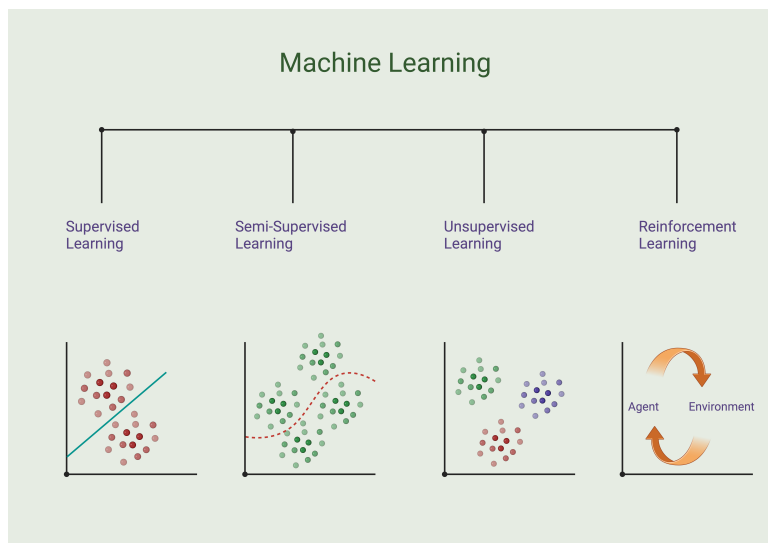 Machine Learning
Supervised
Learning
Semi-Supervised
Learning
Unsupervised
Learning
Reinforcement
Learning
Agent
Environment